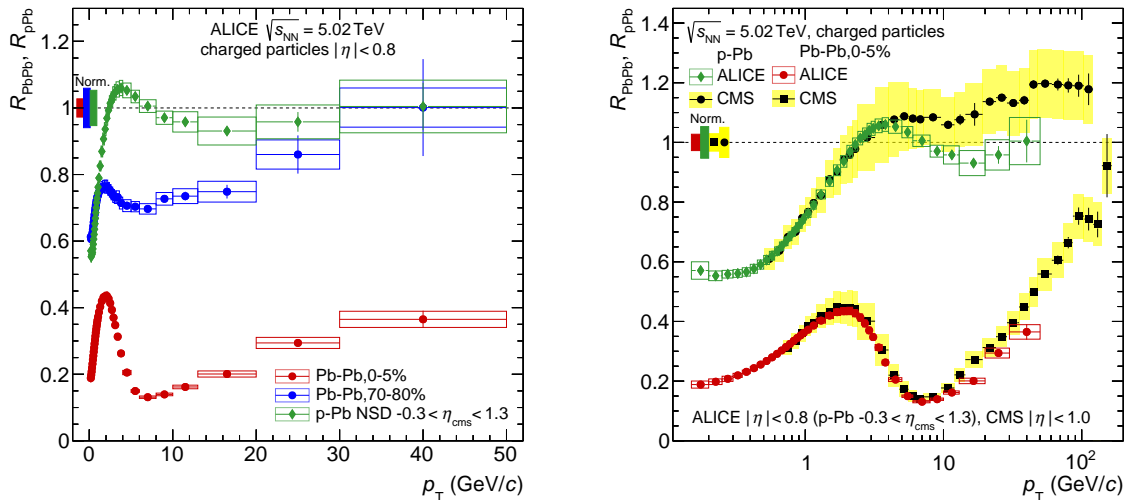 ALICE √s_NN = 5.02 TeV
charged particles |η|<0.8
Norm.
R_PbPb, R_pPb
1.2
1
0.8
0.6
0.4
0.2
0
Pb-Pb,0-5%
Pb-Pb,70-80%
p-Pb NSD -0.3<η_cms<1.3
0 10 20 30 40 50
p_T (GeV/c)
√s_NN = 5.02 TeV, charged particles
p-Pb Pb-Pb,0-5%
ALICE ALICE
CMS CMS
Norm.
R_PbPb, R_pPb
1.4
1.2
1
0.8
0.6
0.4
0.2
0
ALICE |η|<0.8 (p-Pb -0.3<η_cms<1.3), CMS |η|<1.0
1 10 10²
p_T (GeV/c)